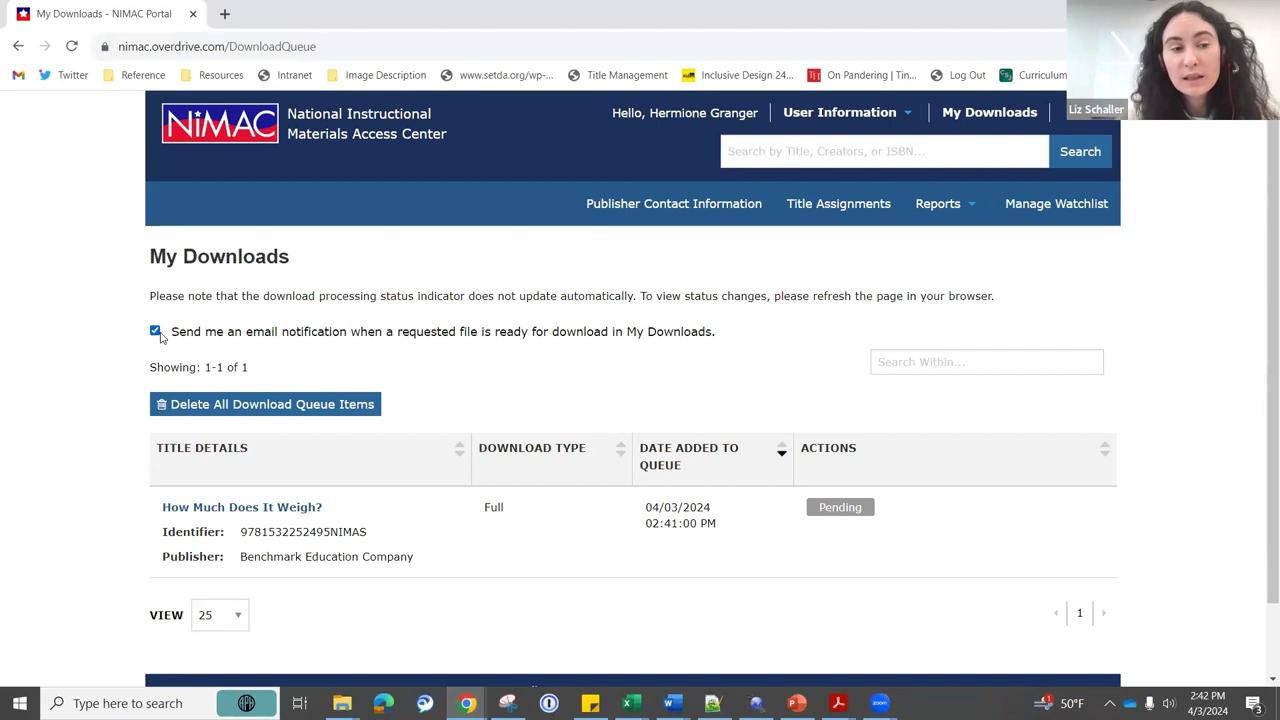 My Downloads - NIMAC Portal
nimac.overdrive.com/DownloadQueue
Twitter Reference Resources Intranet Image Description www.setda.org/wp-... Title Management Inclusive Design 24... On Pandering | Tin... Log Out Curriculum
Liz Schaller
NIMAC
National Instructional
Materials Access Center
Hello, Hermione Granger User Information My Downloads
Search by Title, Creators, or ISBN... Search
Publisher Contact Information Title Assignments Reports Manage Watchlist
My Downloads
Please note that the download processing status indicator does not update automatically. To view status changes, please refresh the page in your browser.
Send me an email notification when a requested file is ready for download in My Downloads.
Showing: 1-1 of 1
Search Within...
Delete All Download Queue Items
TITLE DETAILS DOWNLOAD TYPE DATE ADDED TO QUEUE ACTIONS
How Much Does It Weigh? Full 04/03/2024 Pending
02:41:00 PM
Identifier: 9781532252495NIMAS
Publisher: Benchmark Education Company
VIEW 25
1
Type here to search
50°F
2:42 PM
4/3/2024
3